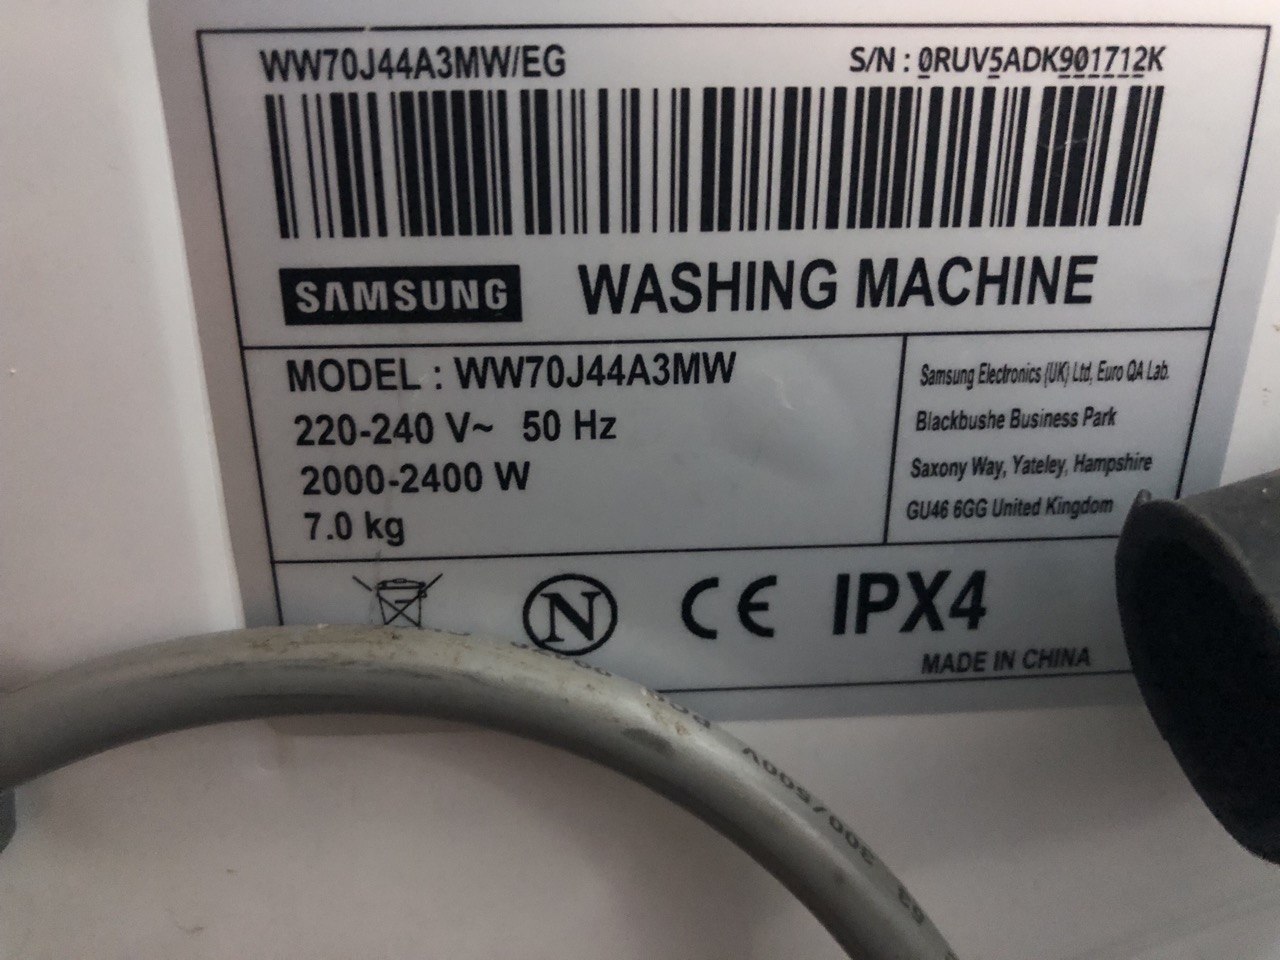 WW70J44A3MW/EG
S/N : 0RUV5ADK901712K
SAMSUNG
WASHING MACHINE
MODEL : WW70J44A3MW
220-240 V~ 50 Hz
2000-2400 W
7.0 kg
Samsung Electronics (UK) Ltd, Euro QA Lab.
Blackbushe Business Park
Saxony Way, Yateley, Hampshire
GU46 6GG United Kingdom
N
CE IPX4
MADE IN CHINA
300/500V